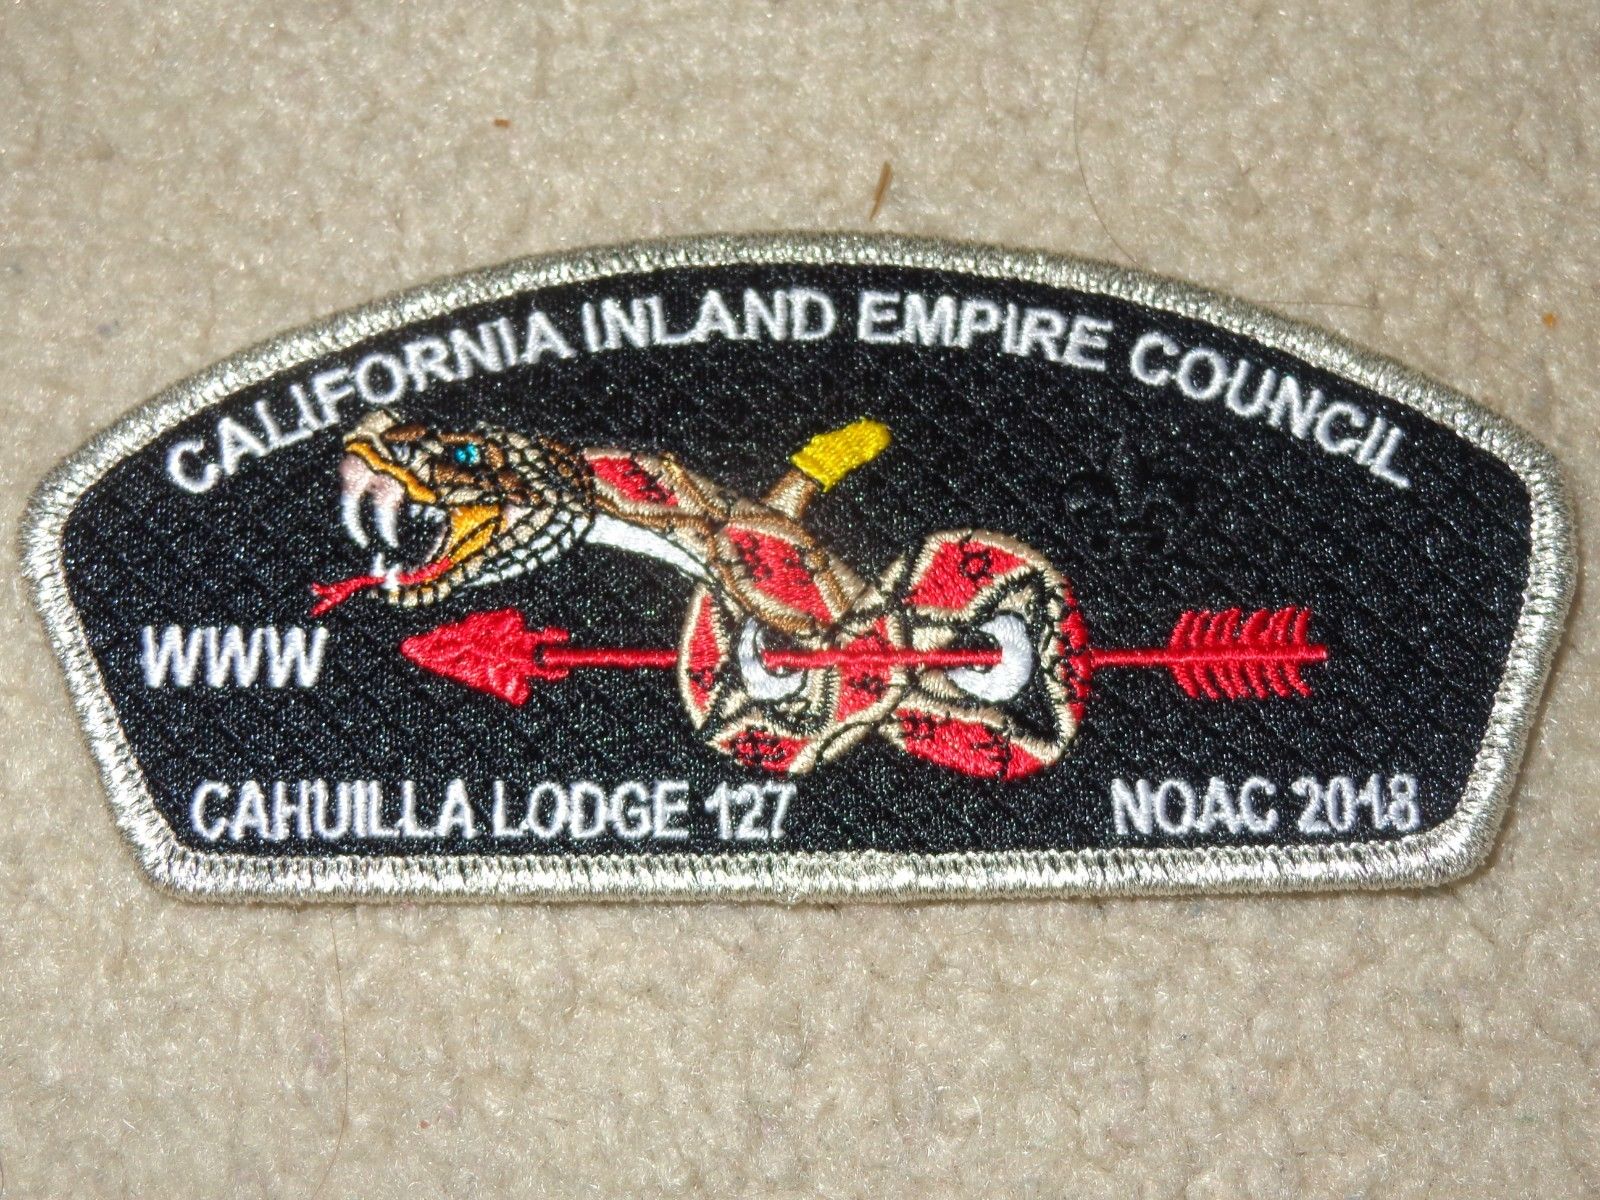 CALIFORNIA INLAND EMPIRE COUNCIL
WWW
CAHUILLA LODGE 127
NOAC 2018